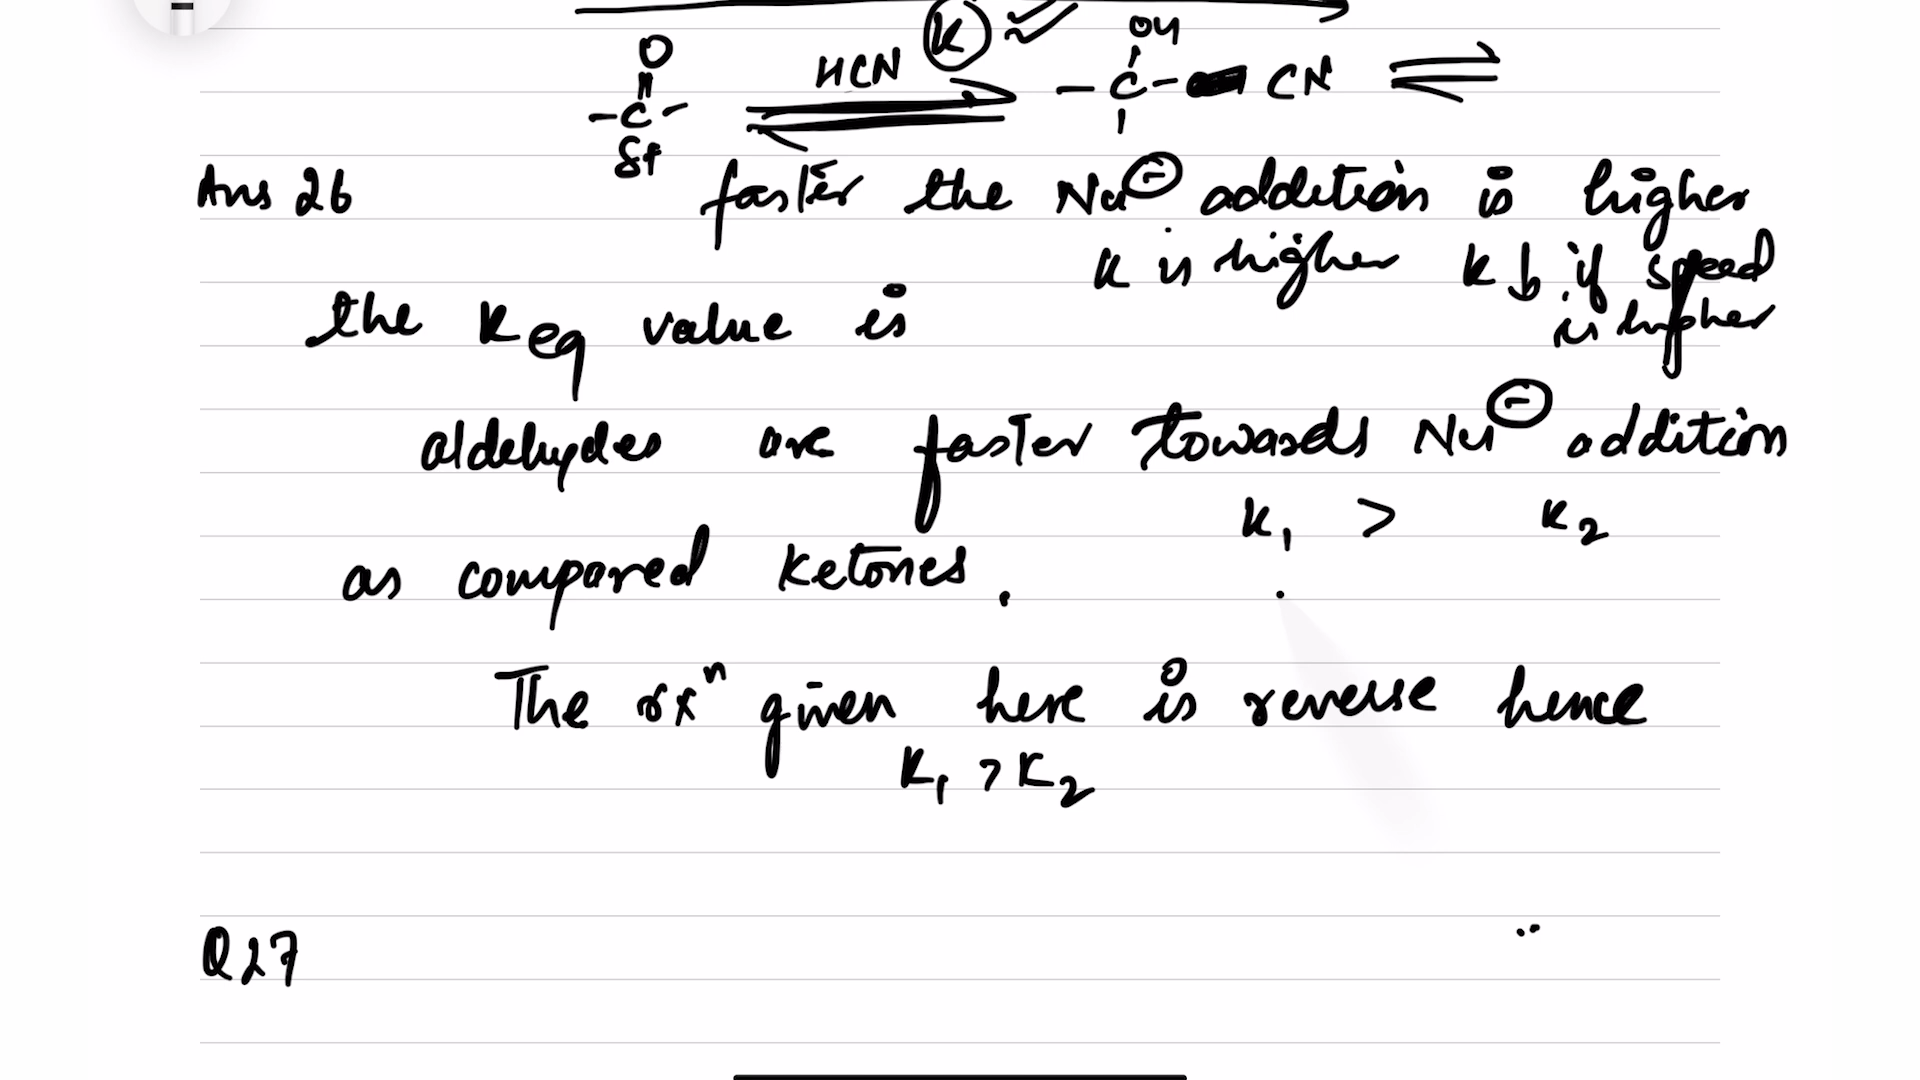 O
HCN K OH
-C- -C- CN
δ+
Ans 26 faster the Nu⊖ addition is higher
K is higher K↓ if speed
is higher
the Keq value is
aldehydes are faster towards Nu⊖ addition
K1 > K2
as compared Ketones.
The rxⁿ given here is reverse hence
K1 > K2
Q27